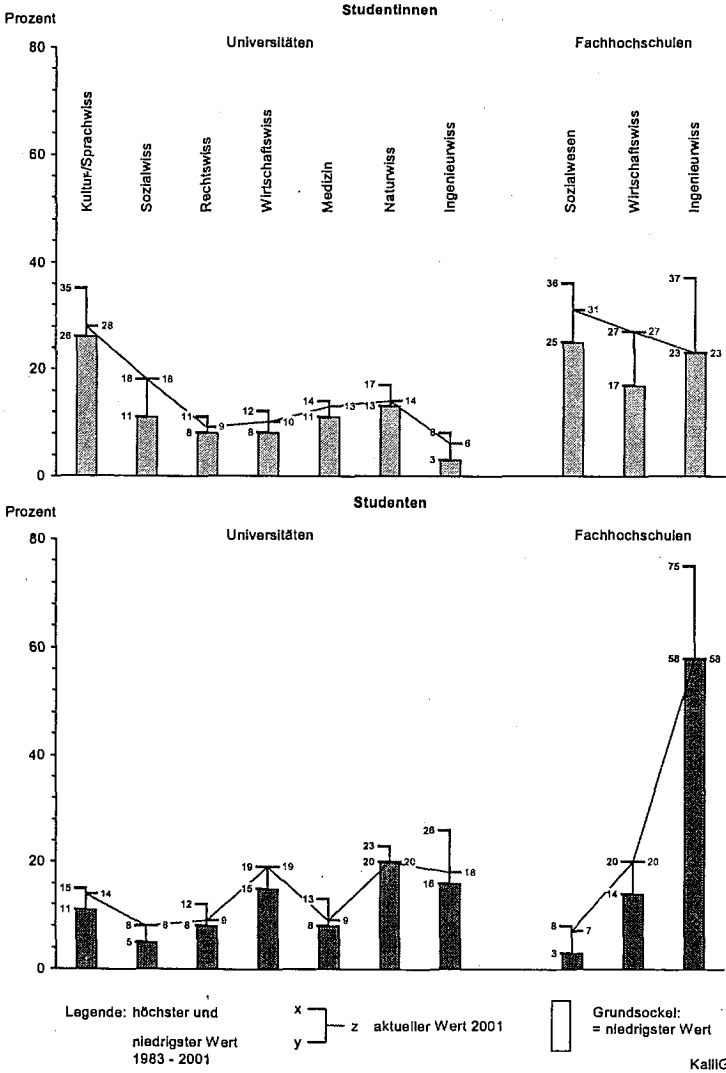 Studentinnen
Prozent
Universitäten Fachhochschulen
80
Kultur-/Sprachwiss
Sozialwiss
Rechtswiss
Wirtschaftswiss
Medizin
Naturwiss
Ingenieurwiss
Sozialwesen
Wirtschaftswiss
Ingenieurwiss
60
40
20
0
35 28 26
18 18 11
11 9 8
12 10 8
14 13 11
17 14 13
8 6 3
36 31 25
27 27 17
37 23 23
Studenten
Prozent
Universitäten Fachhochschulen
80
60
40
20
0
15 14 11
8 8 5
12 9 8
19 19 15
13 9 8
23 20 20
26 18 16
8 7 3
20 20 14
75 58 58
Legende: höchster und
niedrigster Wert
1983 - 2001
x
y
z aktueller Wert 2001
Grundsockel:
= niedrigster Wert
KalliG